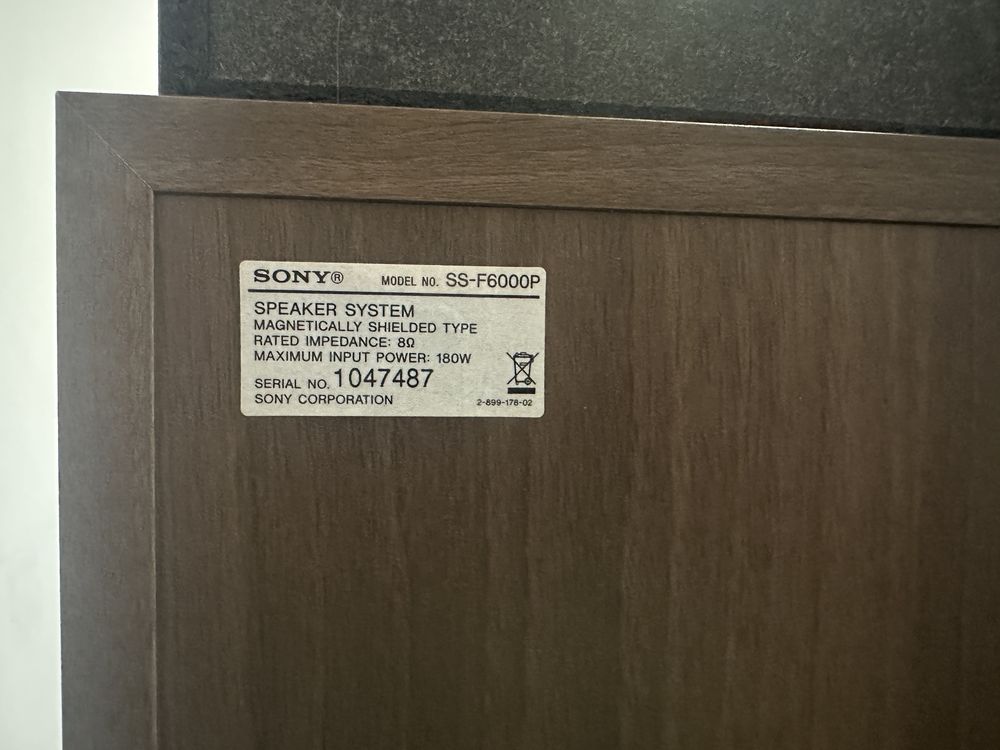 SONY® MODEL NO. SS-F6000P
SPEAKER SYSTEM
MAGNETICALLY SHIELDED TYPE
RATED IMPEDANCE: 8Ω
MAXIMUM INPUT POWER: 180W
SERIAL NO. 1047487
SONY CORPORATION 2-899-178-02